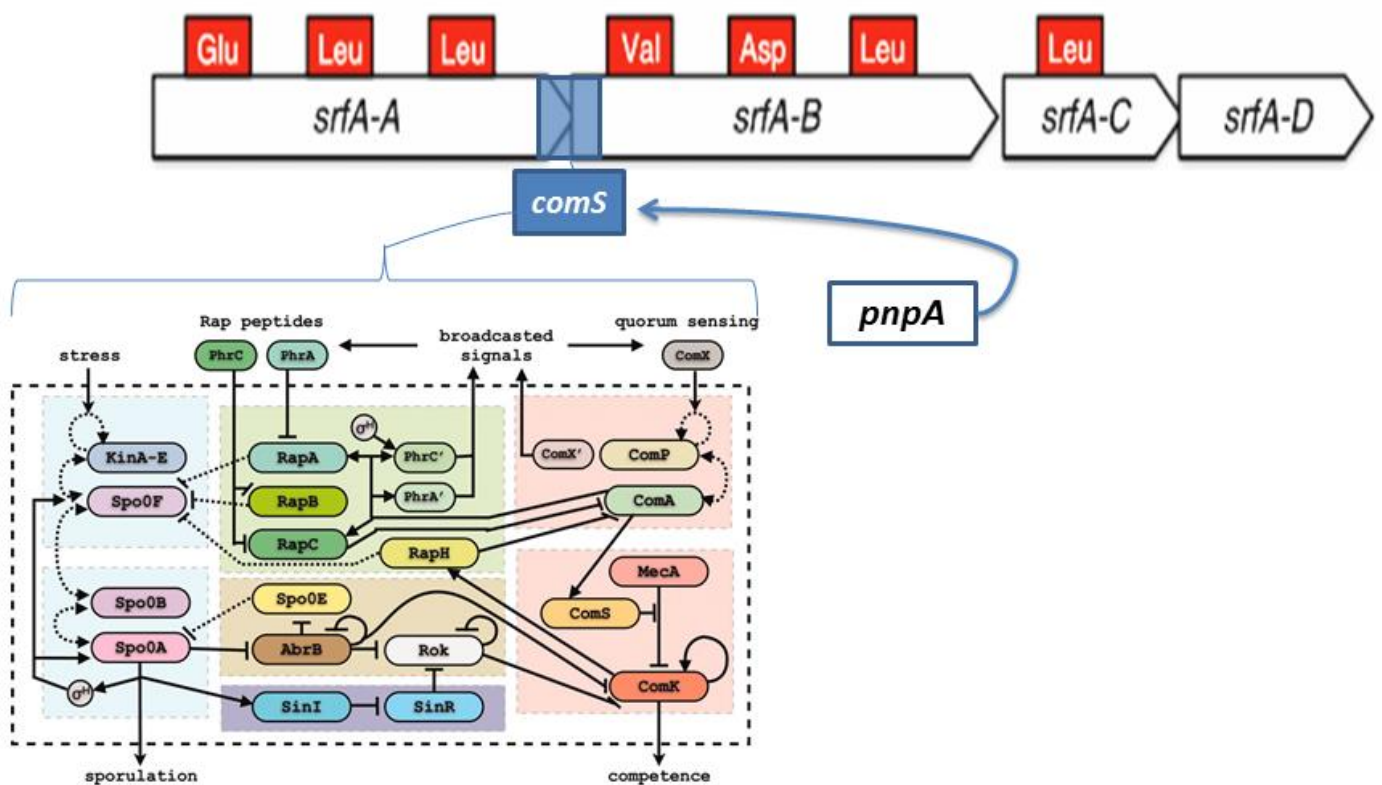 Glu Leu Leu Val Asp Leu Leu
srfA-A srfA-B srfA-C srfA-D
comS
pnpA
Rap peptides quorum sensing
broadcasted
signals
stress PhrC PhrA ComX
σH
KinA-E RapA PhrC' ComX' ComP
Spo0F RapB PhrA' ComA
RapC RapH
MecA
Spo0B Spo0E ComS
Spo0A AbrB Rok
σH ComK
SinI SinR
sporulation competence